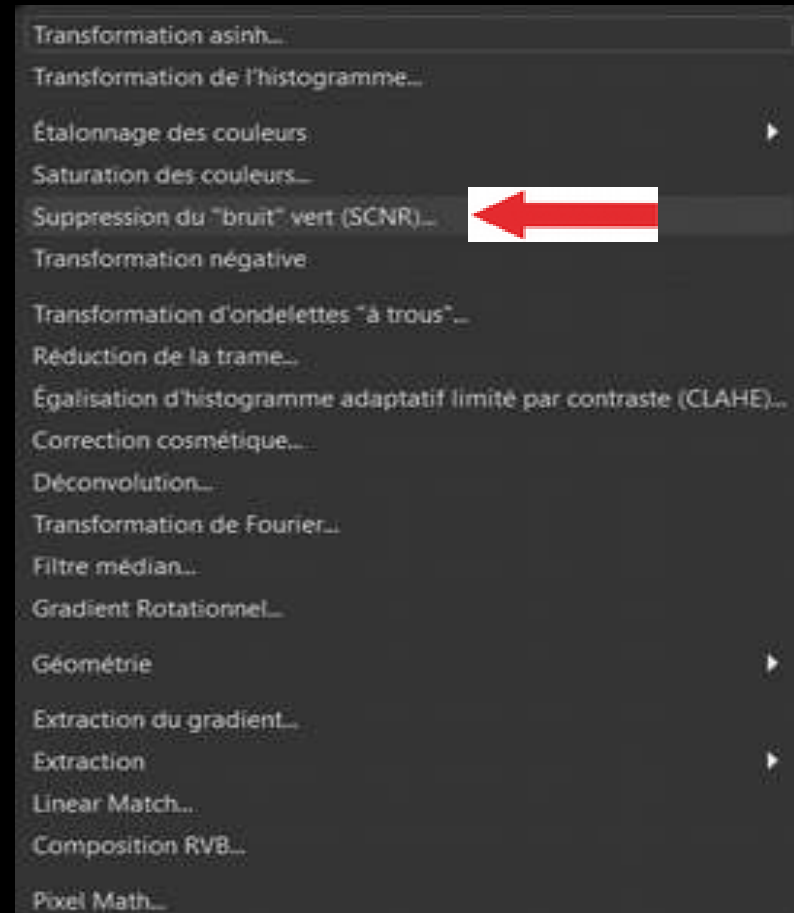 Transformation asinh...
Transformation de l'histogramme...
Étalonnage des couleurs
Saturation des couleurs...
Suppression du "bruit" vert (SCNR)...
Transformation négative
Transformation d'ondelettes "à trous"...
Réduction de la trame...
Égalisation d'histogramme adaptatif limité par contraste (CLAHE)...
Correction cosmétique...
Déconvolution...
Transformation de Fourier...
Filtre médian...
Gradient Rotationnel...
Géométrie
Extraction du gradient...
Extraction
Linear Match...
Composition RVB...
Pixel Math...